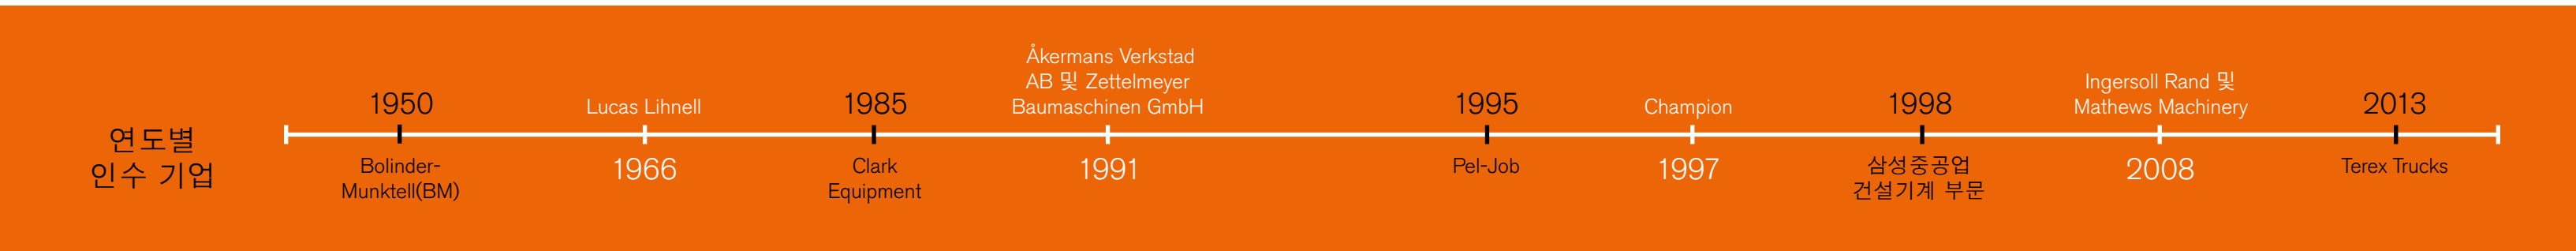 연도별
인수 기업
1950
Bolinder-
Munktell(BM)
Lucas Lihnell
1966
1985
Clark
Equipment
Åkermans Verkstad
AB 및 Zettelmeyer
Baumaschinen GmbH
1991
1995
Pel-Job
Champion
1997
1998
삼성중공업
건설기계 부문
Ingersoll Rand 및
Mathews Machinery
2008
2013
Terex Trucks